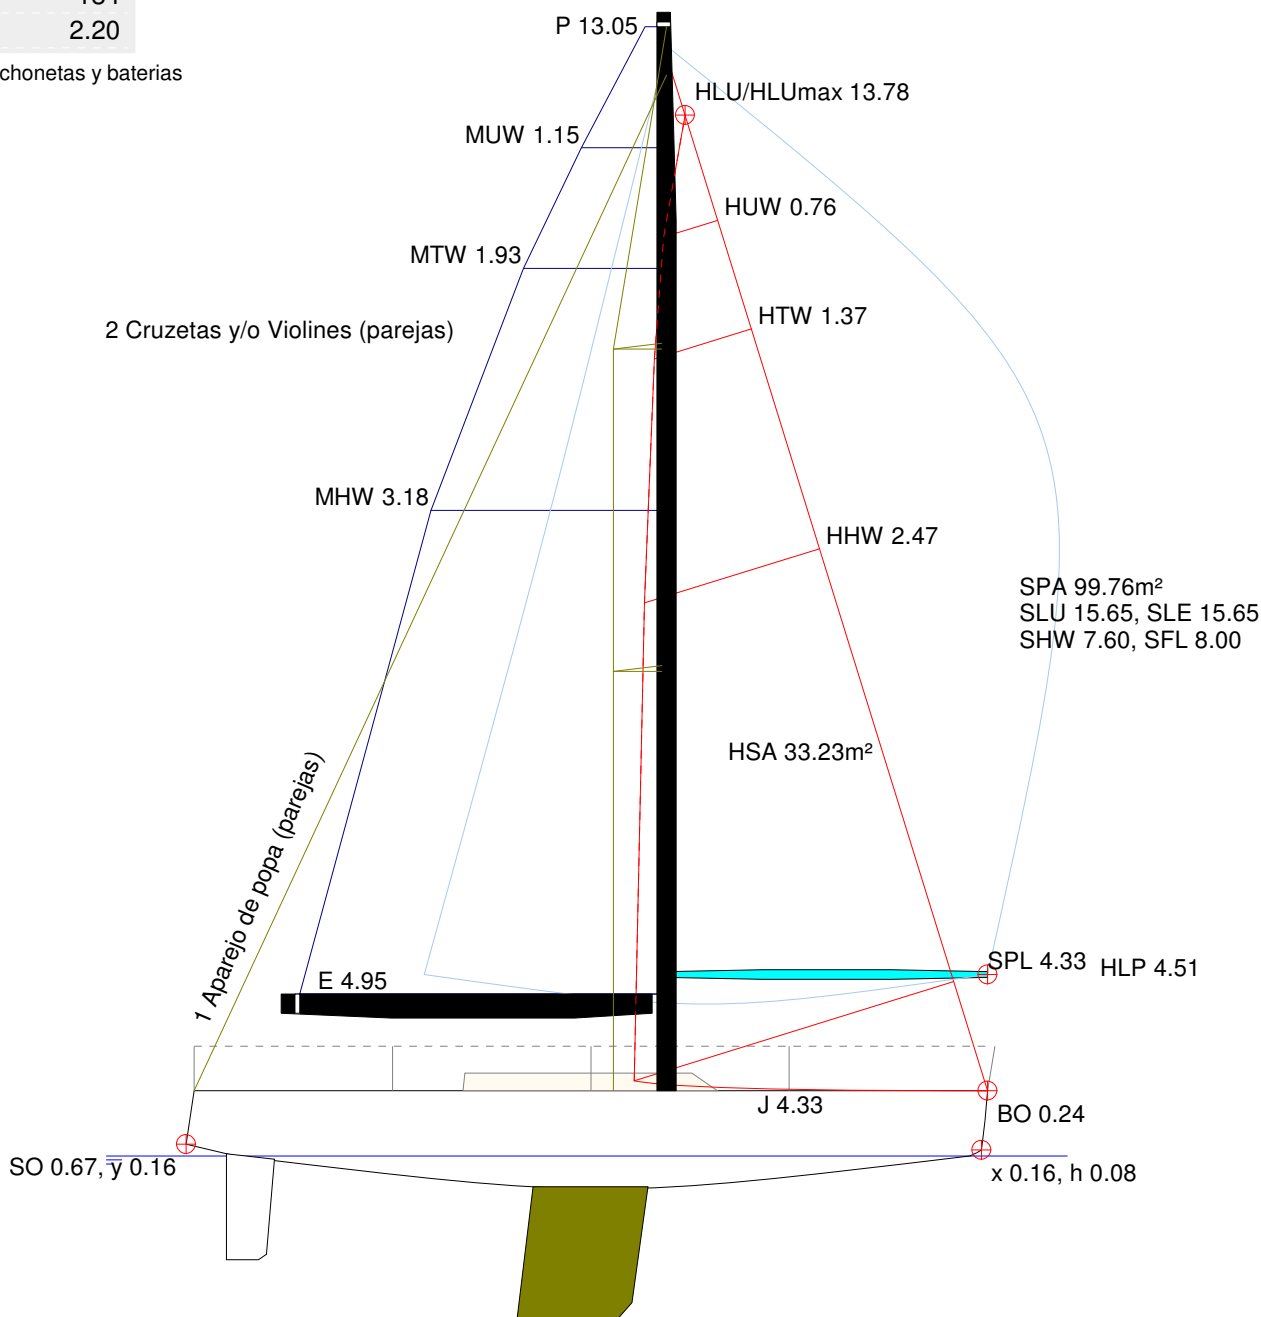 2.20
chonetas y baterias
P 13.05
HLU/HLUmax 13.78
MUW 1.15
HUW 0.76
MTW 1.93
HTW 1.37
2 Cruzetas y/o Violines (parejas)
MHW 3.18
HHW 2.47
SPA 99.76m²
SLU 15.65, SLE 15.65
SHW 7.60, SFL 8.00
HSA 33.23m²
1 Aparejo de popa (parejas)
SPL 4.33
HLP 4.51
E 4.95
J 4.33
BO 0.24
SO 0.67, y 0.16
x 0.16, h 0.08